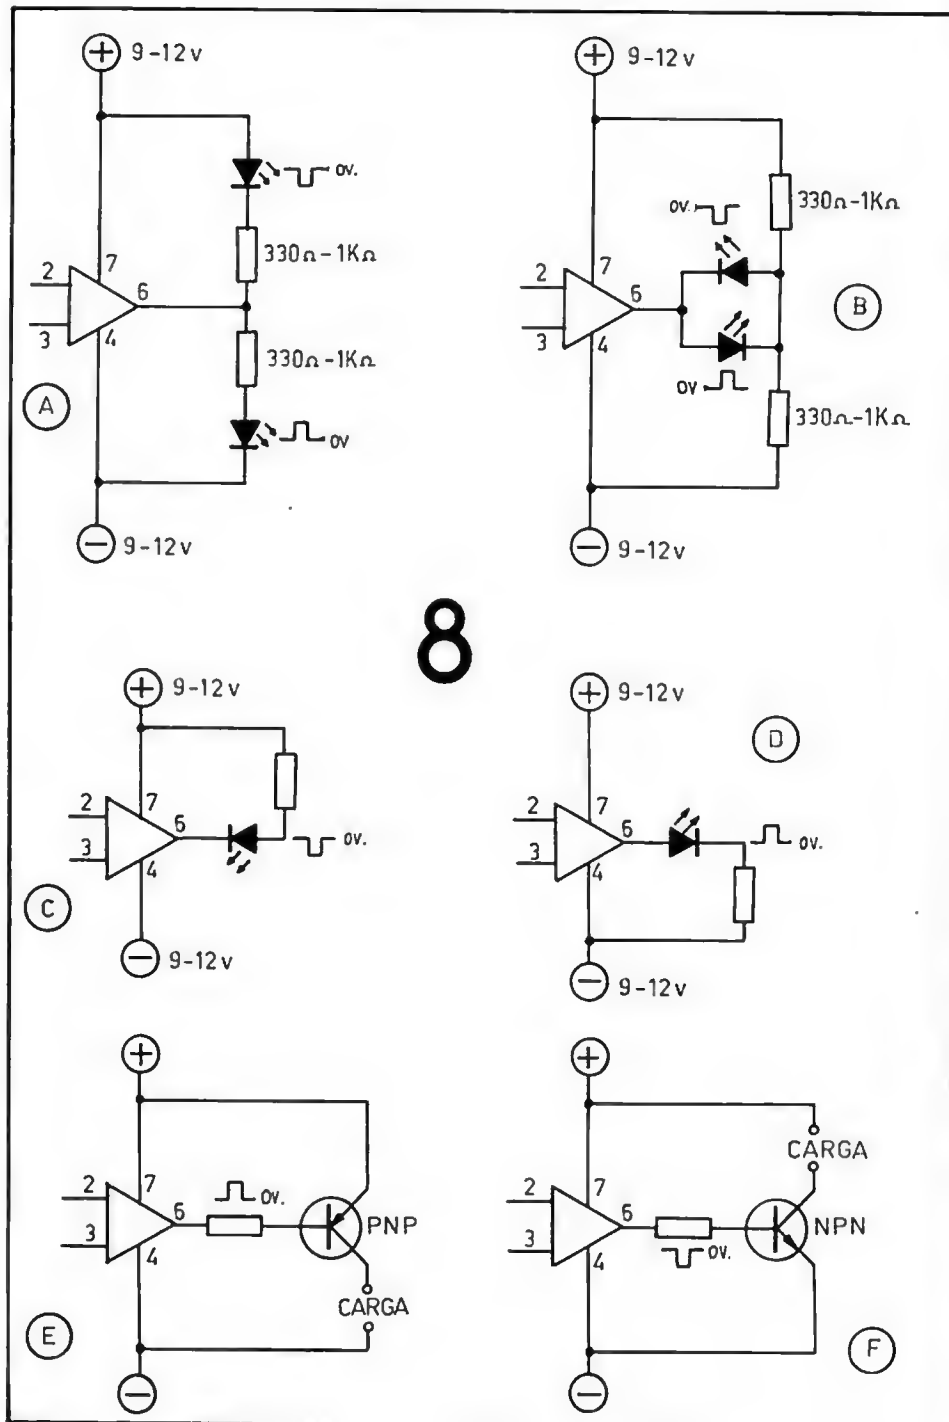 + 9-12v
0v.
7
330Ω-1KΩ
2
6
3
4
330Ω-1KΩ
A
0V
− 9-12v
+ 9-12v
330Ω-1KΩ
0v.
7
2
6
B
3
4
0V
330Ω-1KΩ
− 9-12v
8
+ 9-12v
2
7
6
0v.
3
4
C
− 9-12v
+ 9-12v
D
2
7
6
0v.
3
4
− 9-12v
+
2
7
0v.
6
PNP
3
4
CARGA
E
−
+
CARGA
2
7
6
NPN
3
0v.
4
F
−